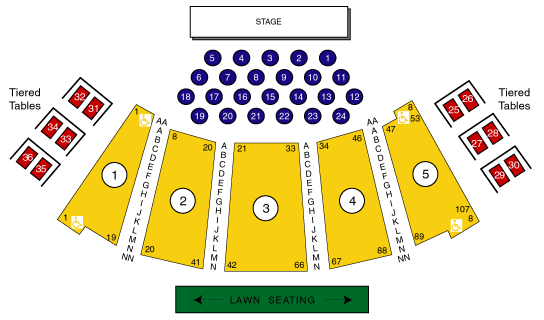 STAGE
5 4 3 2 1
6 7 8 9 10 11
18 17 16 15 14 13 12
19 20 21 22 23 24
Tiered
Tables
32 31
34 33
36 35
Tiered
Tables
25 26
27 28
29 30
1 AA 8 20 21 33 34 46 AA 47 8 53
A B C D E F G H I J K L M N NN
A B C D E F G H I J K L M N
A B C D E F G H I J K L M N
A B C D E F G H I J K L M N NN
1 2 3 4 5
1 19 20 41 42 66 67 88 89 107 8
LAWN SEATING